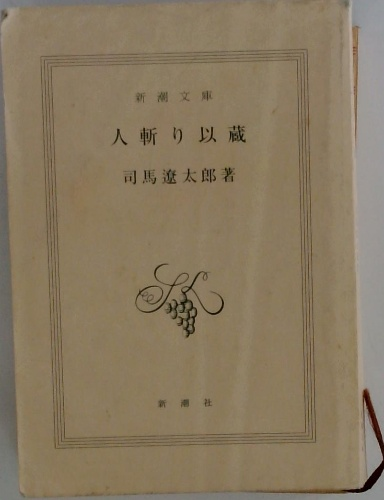 新潮文庫
人斬り以蔵
司馬遼太郎著
新潮社